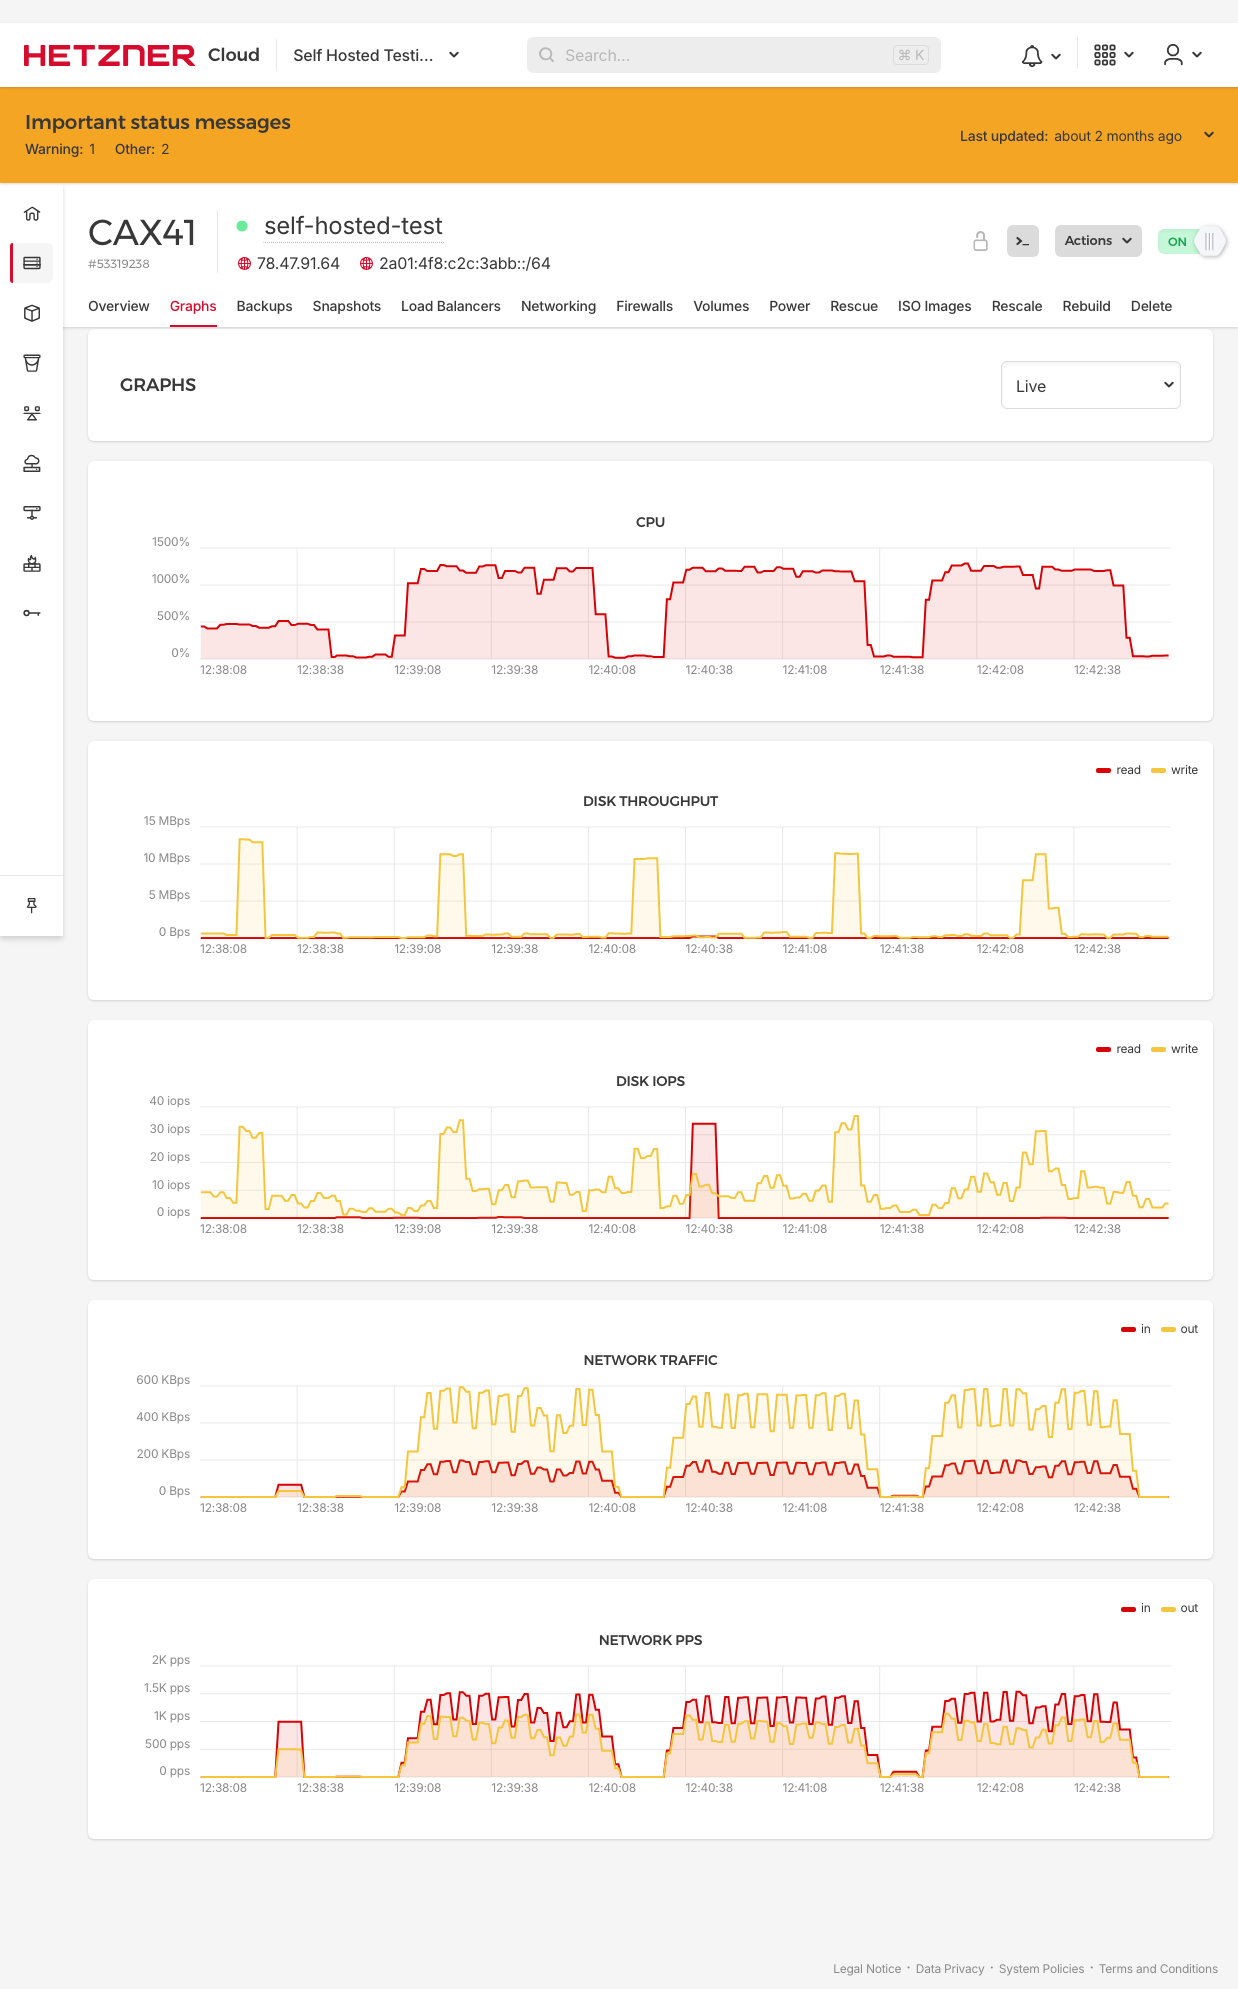 HETZNER Cloud Self Hosted Testi... Search... ⌘ K
Important status messages
Warning: 1 Other: 2
Last updated: about 2 months ago
CAX41
#53319238
self-hosted-test
78.47.91.64 2a01:4f8:c2c:3abb::/64
>_ Actions ON
Overview Graphs Backups Snapshots Load Balancers Networking Firewalls Volumes Power Rescue ISO Images Rescale Rebuild Delete
GRAPHS
Live
CPU
1500%
1000%
500%
0%
12:38:08 12:38:38 12:39:08 12:39:38 12:40:08 12:40:38 12:41:08 12:41:38 12:42:08 12:42:38
read write
DISK THROUGHPUT
15 MBps
10 MBps
5 MBps
0 Bps
12:38:08 12:38:38 12:39:08 12:39:38 12:40:08 12:40:38 12:41:08 12:41:38 12:42:08 12:42:38
read write
DISK IOPS
40 iops
30 iops
20 iops
10 iops
0 iops
12:38:08 12:38:38 12:39:08 12:39:38 12:40:08 12:40:38 12:41:08 12:41:38 12:42:08 12:42:38
in out
NETWORK TRAFFIC
600 KBps
400 KBps
200 KBps
0 Bps
12:38:08 12:38:38 12:39:08 12:39:38 12:40:08 12:40:38 12:41:08 12:41:38 12:42:08 12:42:38
in out
NETWORK PPS
2K pps
1.5K pps
1K pps
500 pps
0 pps
12:38:08 12:38:38 12:39:08 12:39:38 12:40:08 12:40:38 12:41:08 12:41:38 12:42:08 12:42:38
Legal Notice · Data Privacy · System Policies · Terms and Conditions